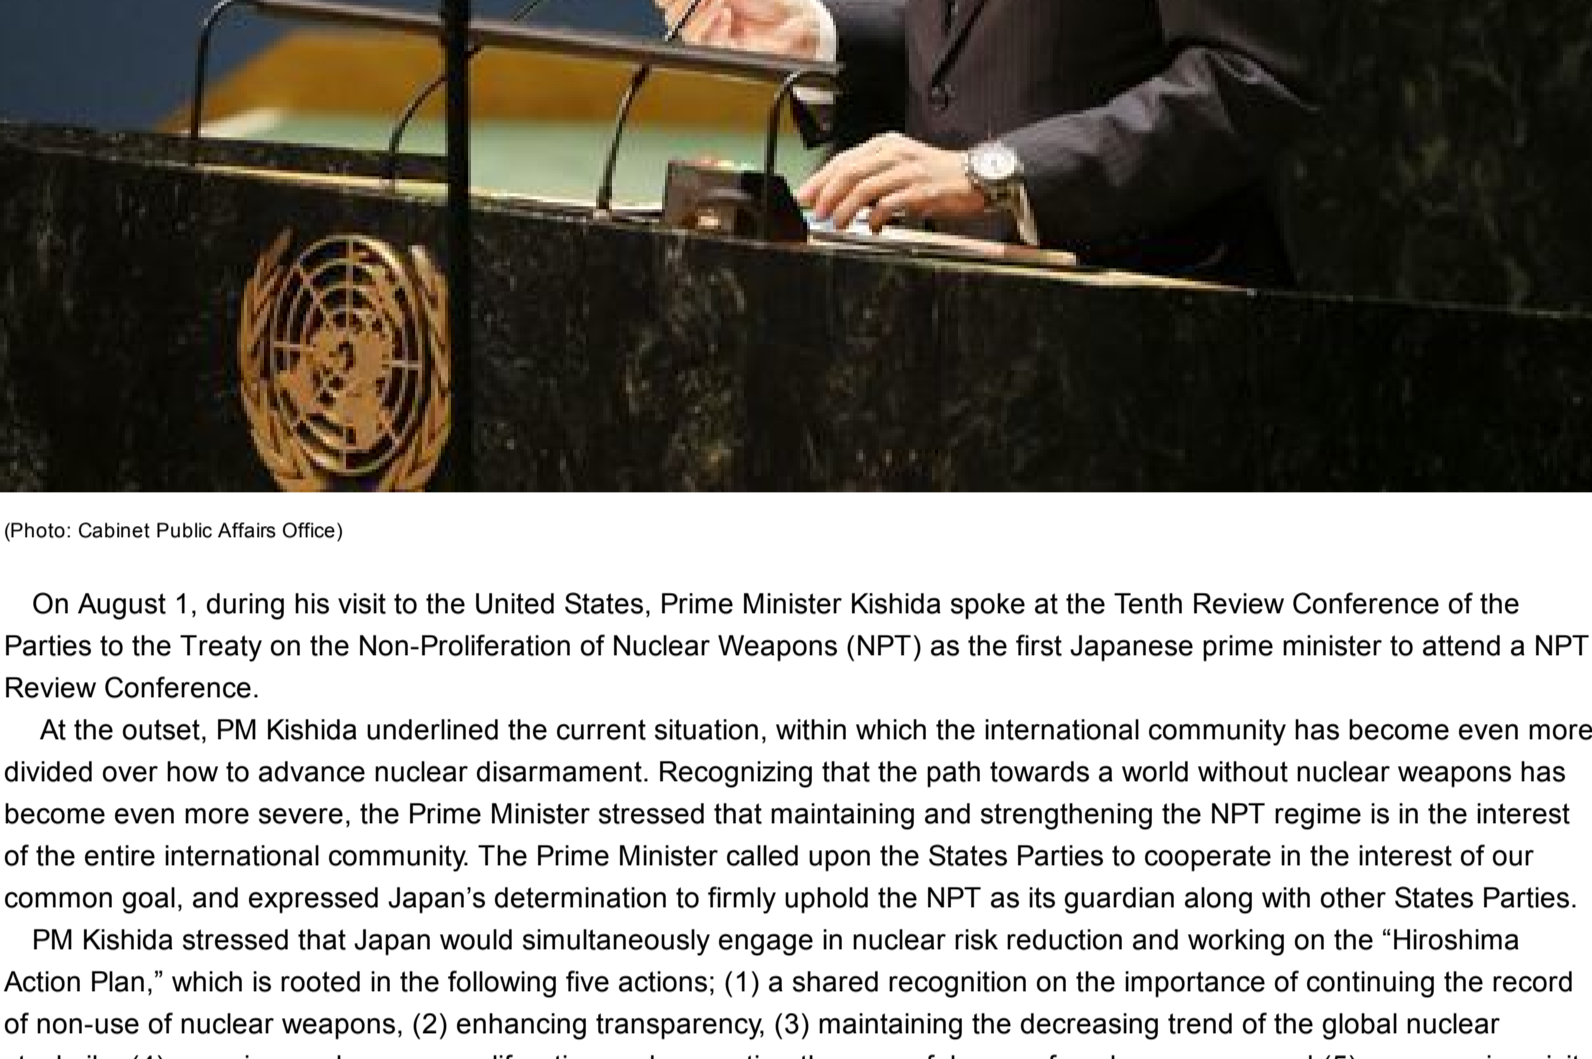 (Photo: Cabinet Public Affairs Office)
On August 1, during his visit to the United States, Prime Minister Kishida spoke at the Tenth Review Conference of the
Parties to the Treaty on the Non-Proliferation of Nuclear Weapons (NPT) as the first Japanese prime minister to attend a NPT
Review Conference.
At the outset, PM Kishida underlined the current situation, within which the international community has become even more
divided over how to advance nuclear disarmament. Recognizing that the path towards a world without nuclear weapons has
become even more severe, the Prime Minister stressed that maintaining and strengthening the NPT regime is in the interest
of the entire international community. The Prime Minister called upon the States Parties to cooperate in the interest of our
common goal, and expressed Japan’s determination to firmly uphold the NPT as its guardian along with other States Parties.
PM Kishida stressed that Japan would simultaneously engage in nuclear risk reduction and working on the “Hiroshima
Action Plan,” which is rooted in the following five actions; (1) a shared recognition on the importance of continuing the record
of non-use of nuclear weapons, (2) enhancing transparency, (3) maintaining the decreasing trend of the global nuclear